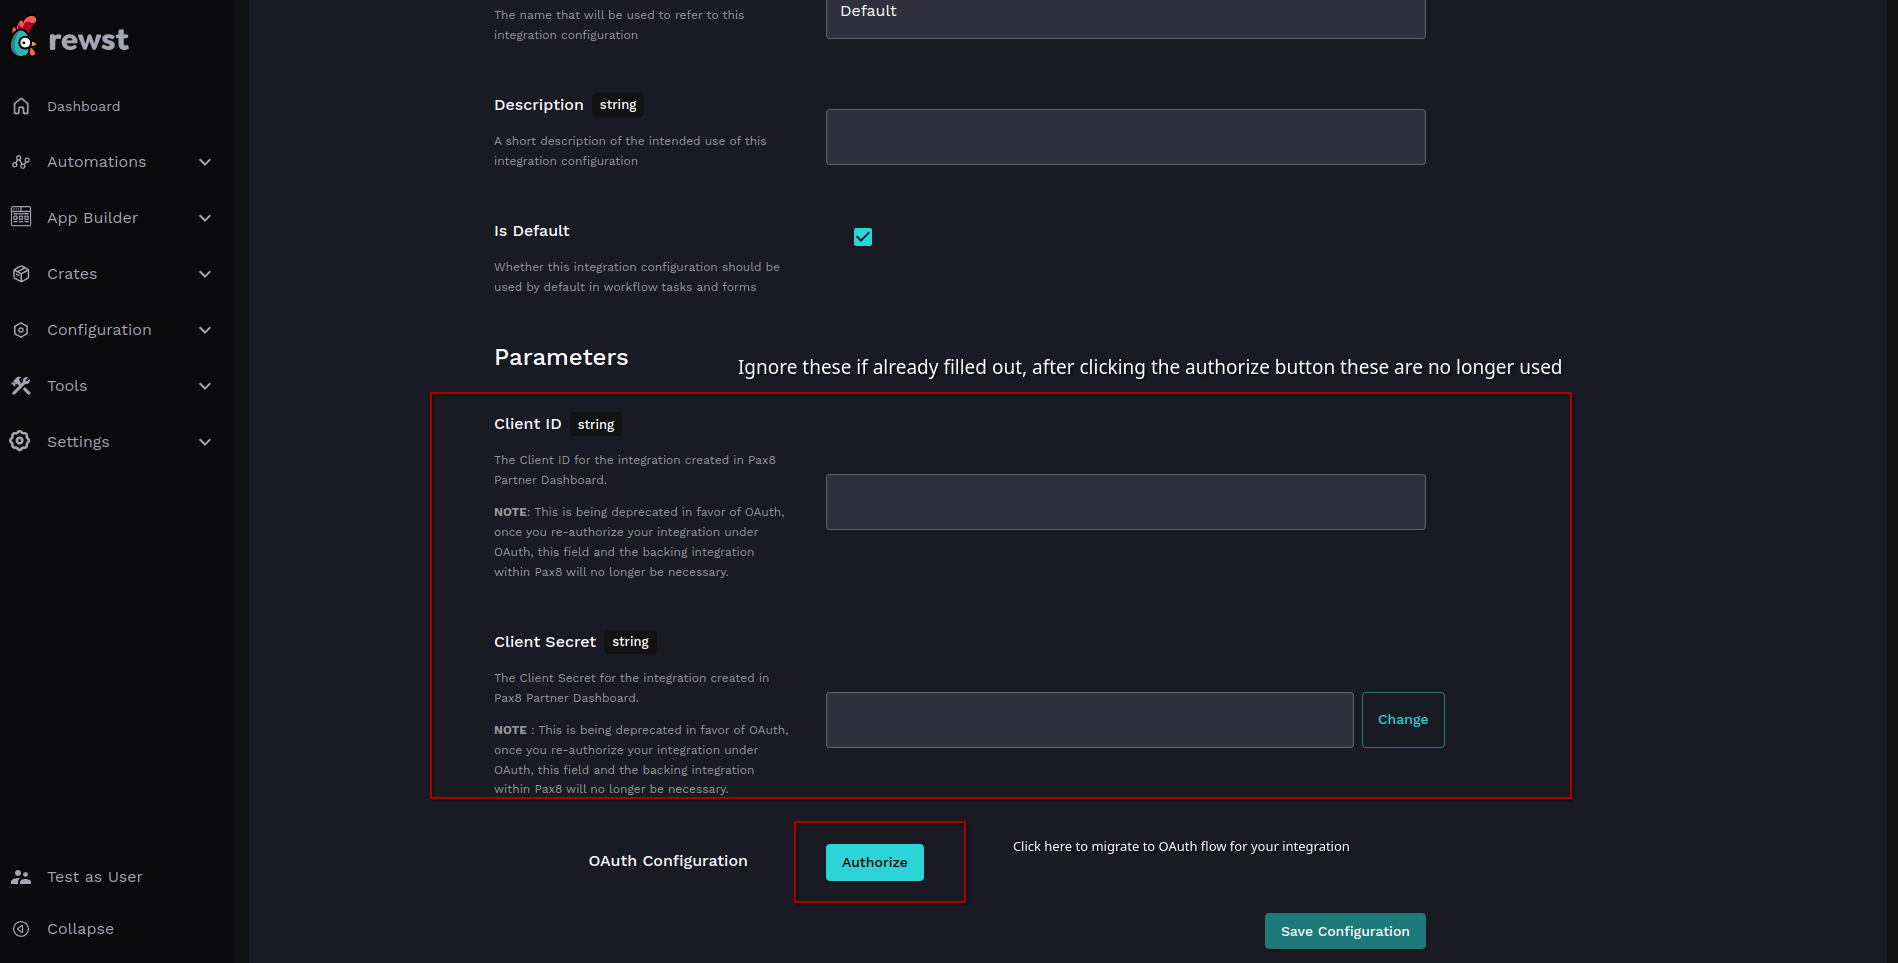 rewst
Dashboard
Automations
App Builder
Crates
Configuration
Tools
Settings
Test as User
Collapse
The name that will be used to refer to this
integration configuration
Default
Description string
A short description of the intended use of this
integration configuration
Is Default
Whether this integration configuration should be
used by default in workflow tasks and forms
Parameters
Ignore these if already filled out, after clicking the authorize button these are no longer used
Client ID string
The Client ID for the integration created in Pax8
Partner Dashboard.
NOTE: This is being deprecated in favor of OAuth,
once you re-authorize your integration under
OAuth, this field and the backing integration
within Pax8 will no longer be necessary.
Client Secret string
The Client Secret for the integration created in
Pax8 Partner Dashboard.
NOTE : This is being deprecated in favor of OAuth,
once you re-authorize your integration under
OAuth, this field and the backing integration
within Pax8 will no longer be necessary.
Change
OAuth Configuration
Authorize
Click here to migrate to OAuth flow for your integration
Save Configuration